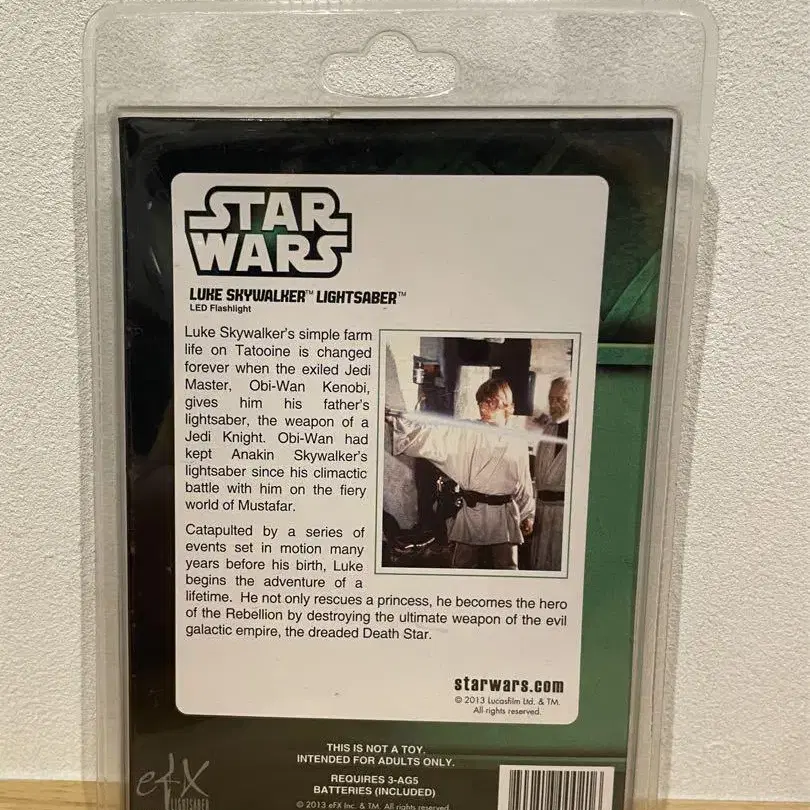 STAR
WARS
LUKE SKYWALKER™ LIGHTSABER™
LED Flashlight
Luke Skywalker's simple farm
life on Tatooine is changed
forever when the exiled Jedi
Master, Obi-Wan Kenobi,
gives him his father's
lightsaber, the weapon of a
Jedi Knight. Obi-Wan had
kept Anakin Skywalker's
lightsaber since his climactic
battle with him on the fiery
world of Mustafar.
Catapulted by a series of
events set in motion many
years before his birth, Luke
begins the adventure of a
lifetime. He not only rescues a princess, he becomes the hero
of the Rebellion by destroying the ultimate weapon of the evil
galactic empire, the dreaded Death Star.
starwars.com
© 2013 Lucasfilm Ltd. & TM.
All rights reserved.
THIS IS NOT A TOY.
INTENDED FOR ADULTS ONLY.
REQUIRES 3-AG5
BATTERIES (INCLUDED)
© 2013 eFX Inc. & TM. All rights reserved
efx
LIGHTSABER